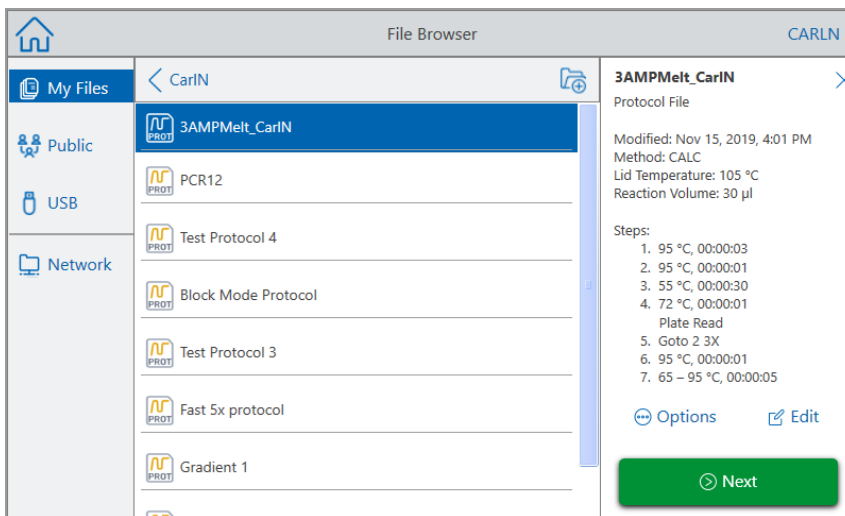 File Browser
CARLN
My Files
Public
USB
Network
CarlN
3AMPMelt_CarlN
PROT
PCR12
PROT
Test Protocol 4
PROT
Block Mode Protocol
PROT
Test Protocol 3
PROT
Fast 5x protocol
PROT
Gradient 1
PROT
3AMPMelt_CarlN
Protocol File
Modified: Nov 15, 2019, 4:01 PM
Method: CALC
Lid Temperature: 105 °C
Reaction Volume: 30 µl
Steps:
1. 95 °C, 00:00:03
2. 95 °C, 00:00:01
3. 55 °C, 00:00:30
4. 72 °C, 00:00:01
Plate Read
5. Goto 2 3X
6. 95 °C, 00:00:01
7. 65 – 95 °C, 00:00:05
Options
Edit
Next